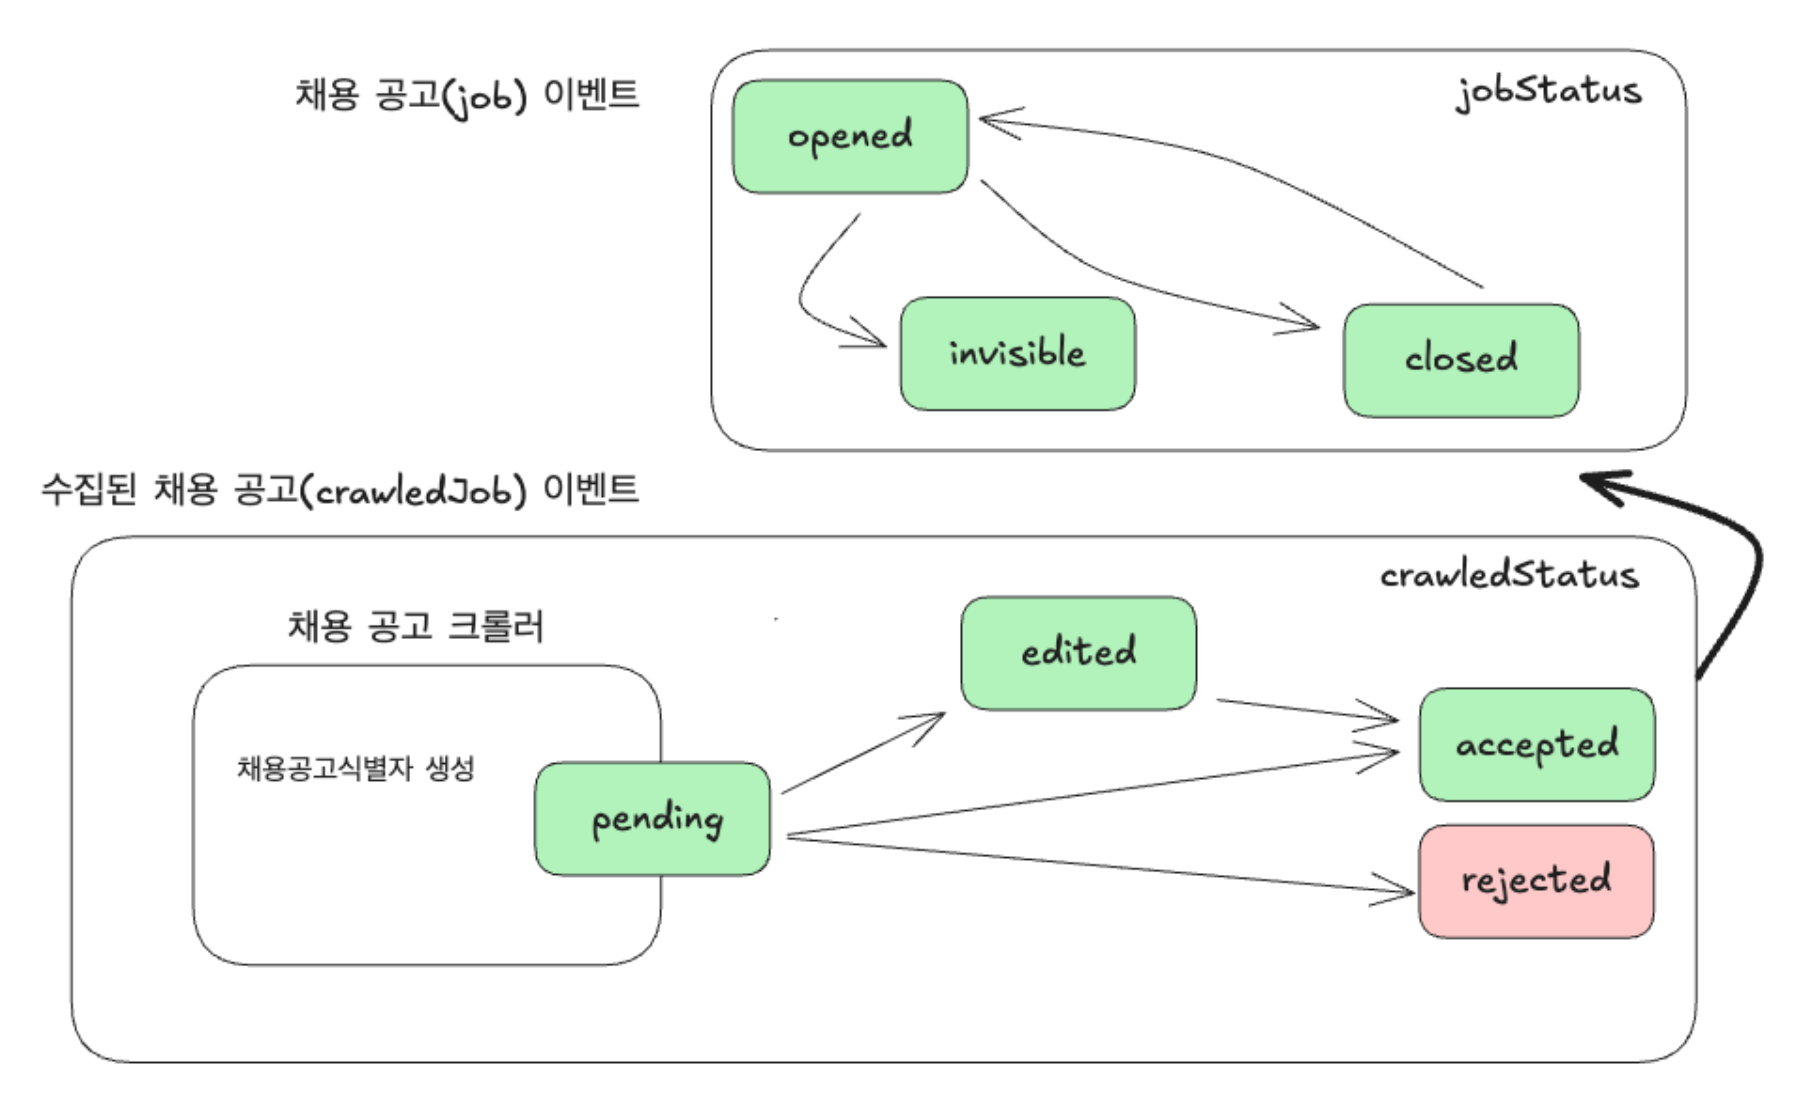 채용 공고(job) 이벤트
jobStatus
opened
invisible
closed
수집된 채용 공고(crawledJob) 이벤트
crawledStatus
채용 공고 크롤러
edited
채용공고식별자 생성
pending
accepted
rejected